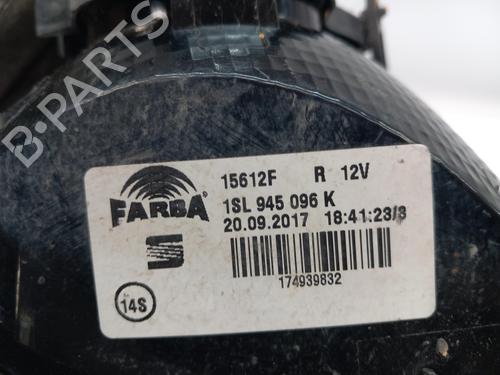 B-PARTS
FARBA
15612F R 12V
1SL 945 096 K
20.09.2017 18:41:23/3
174939832
14S